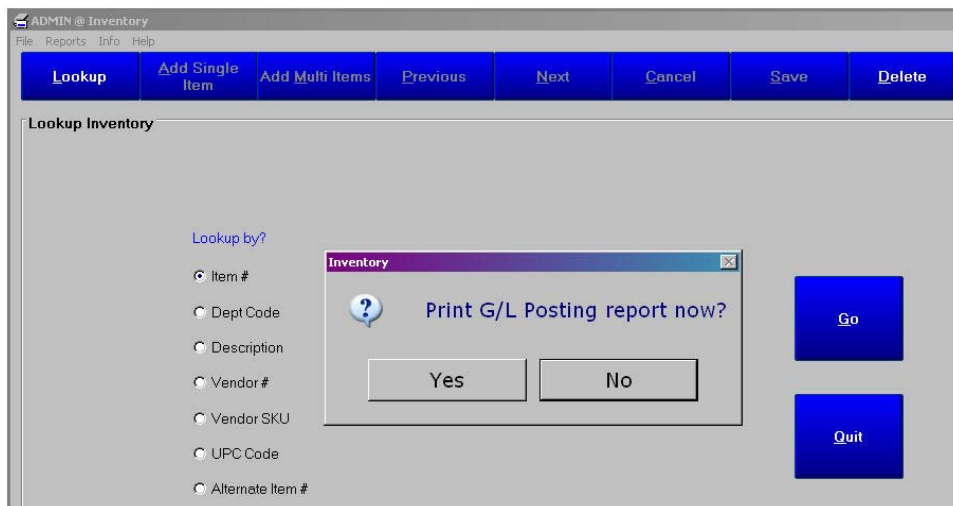 ADMIN @ Inventory
File Reports Info Help
Lookup
Add Single
Item
Add Multi Items
Previous
Next
Cancel
Save
Delete
Lookup Inventory
Lookup by?
Item #
Dept Code
Description
Vendor #
Vendor SKU
UPC Code
Alternate Item #
Inventory
Print G/L Posting report now?
Yes
No
Go
Quit